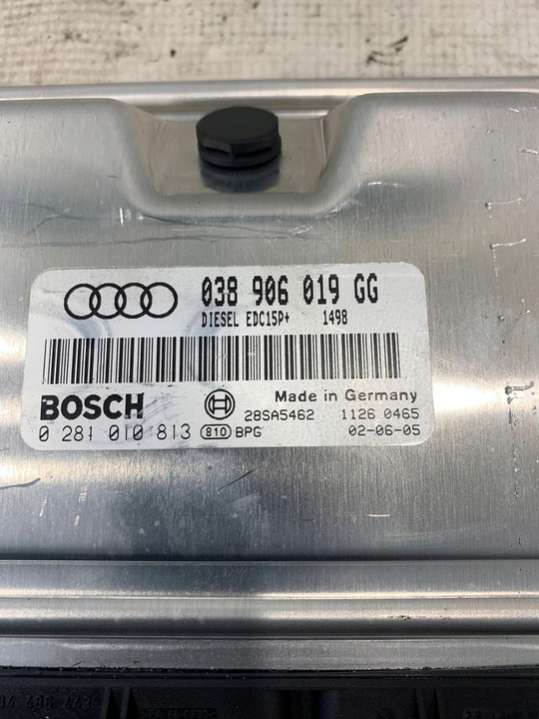 038 906 019 GG
DIESEL EDC15P+ 1498
BOSCH
Made in Germany
28SA5462 1126 0465
0 281 010 813 810 BPG 02-06-05